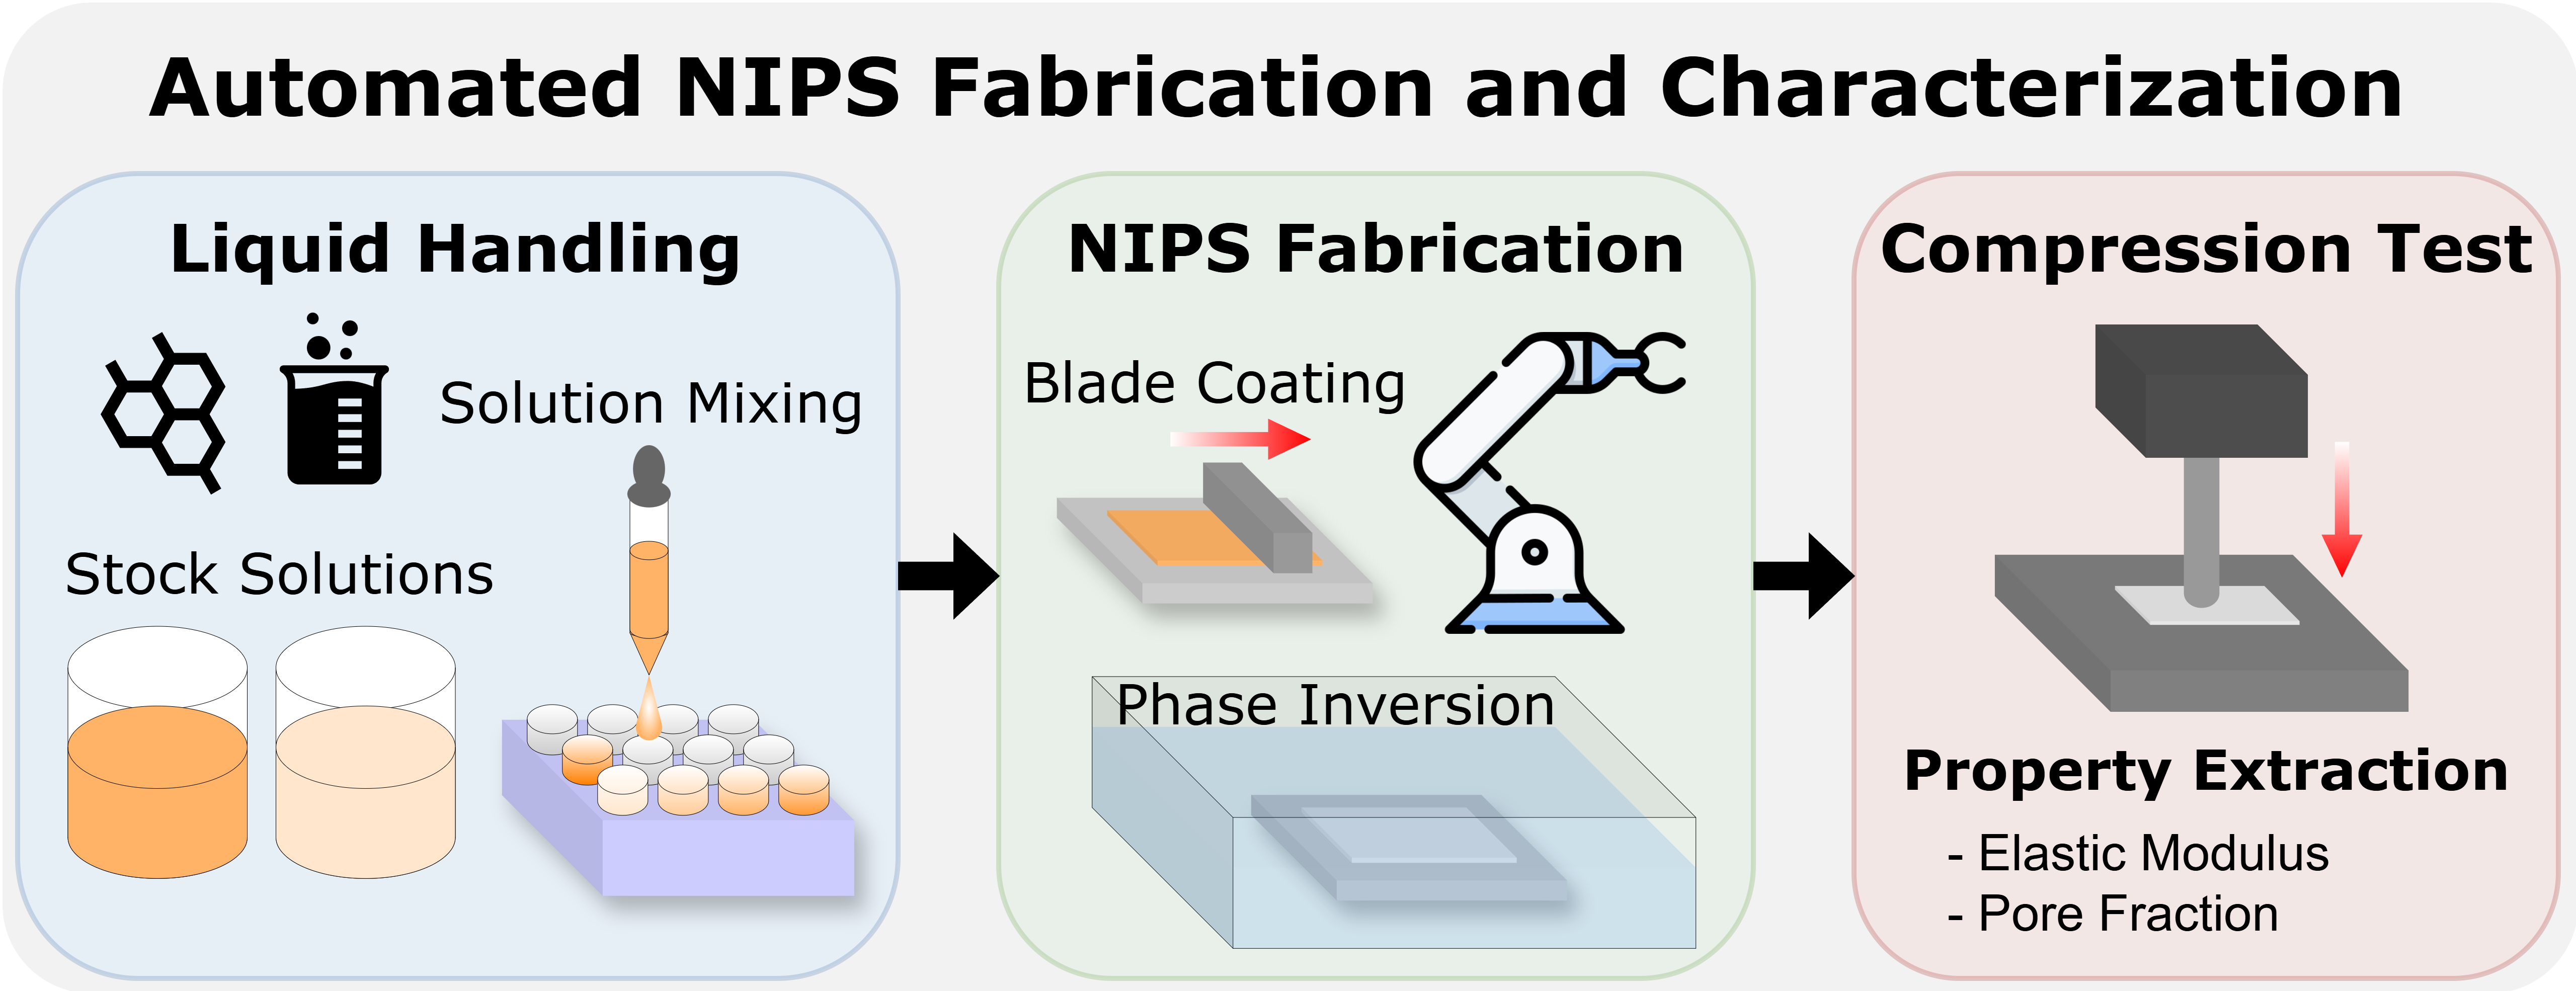 Automated NIPS Fabrication and Characterization
Liquid Handling
Solution Mixing
Stock Solutions
NIPS Fabrication
Blade Coating
Phase Inversion
Compression Test
Property Extraction
- Elastic Modulus
- Pore Fraction